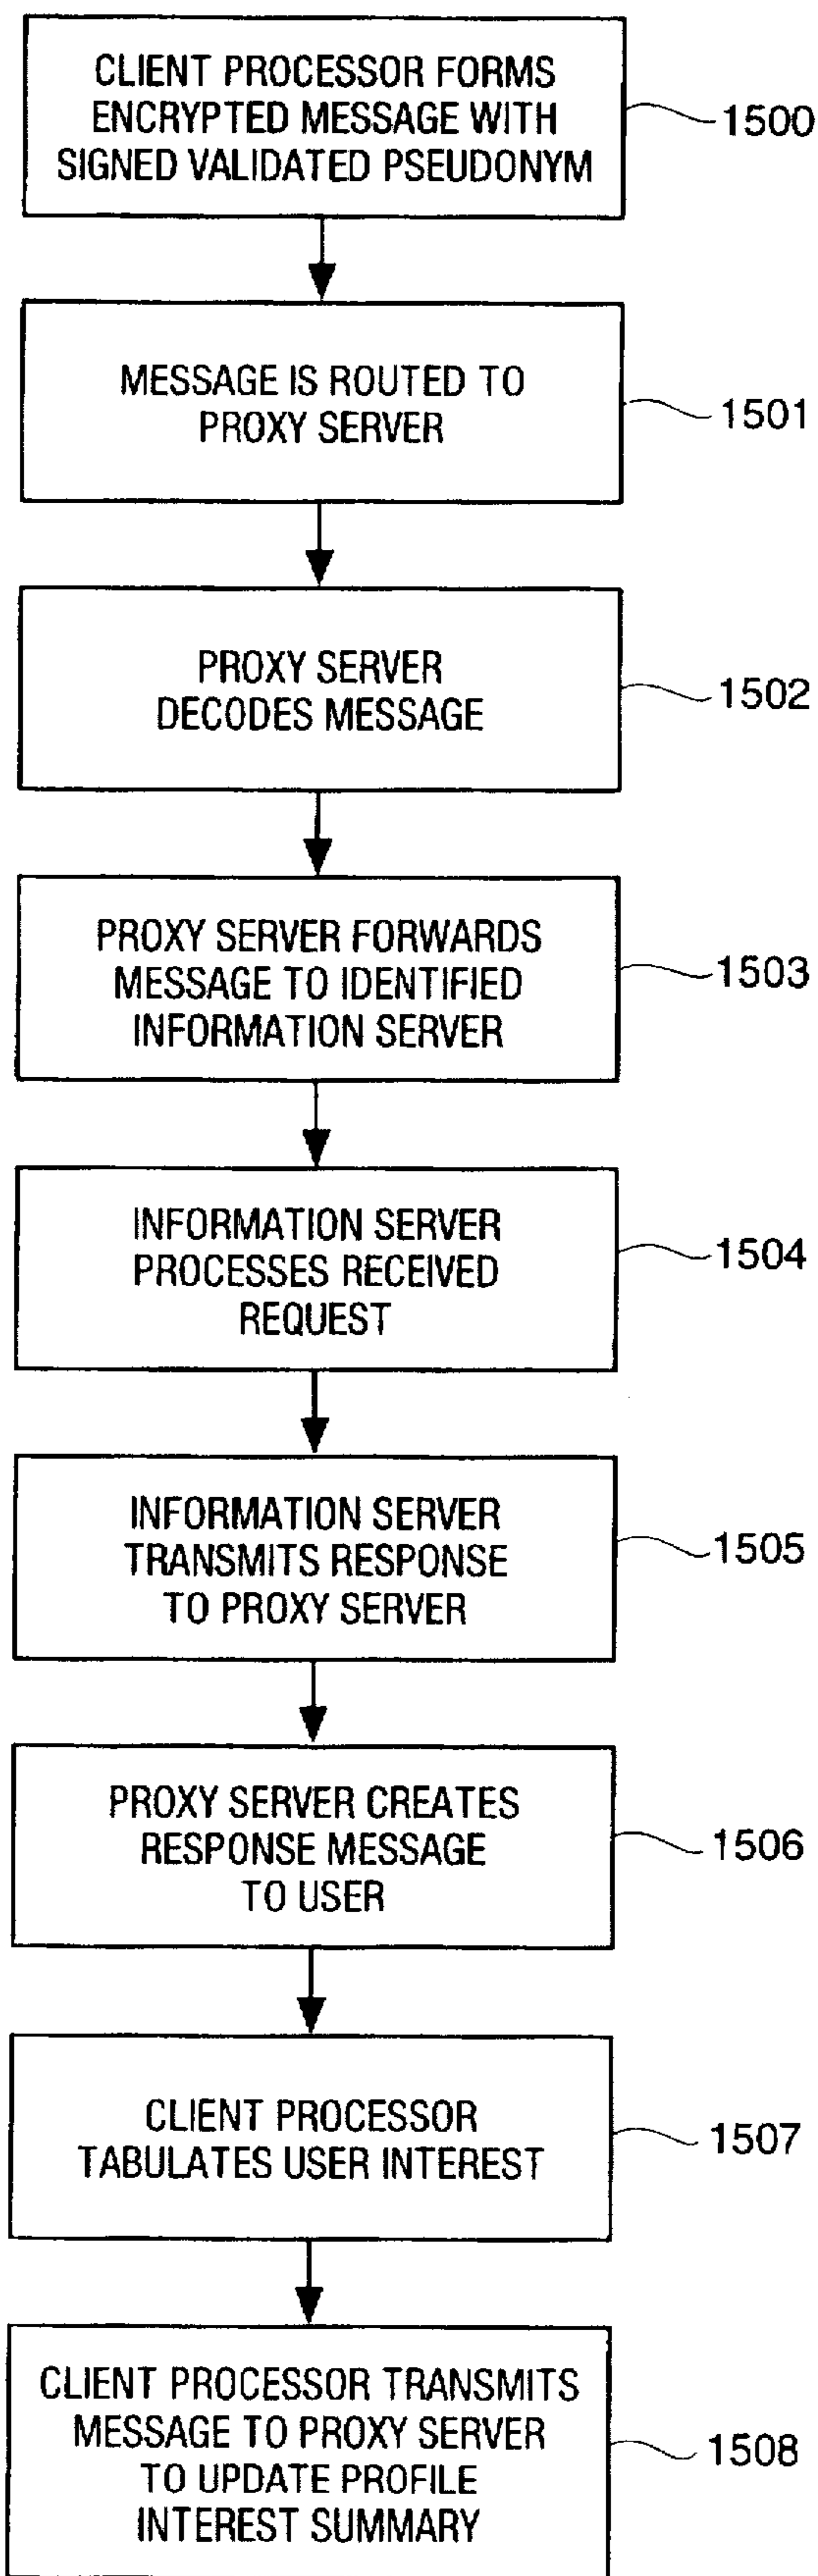 CLIENT PROCESSOR FORMS
ENCRYPTED MESSAGE WITH
SIGNED VALIDATED PSEUDONYM
1500
MESSAGE IS ROUTED TO
PROXY SERVER
1501
PROXY SERVER
DECODES MESSAGE
1502
PROXY SERVER FORWARDS
MESSAGE TO IDENTIFIED
INFORMATION SERVER
1503
INFORMATION SERVER
PROCESSES RECEIVED
REQUEST
1504
INFORMATION SERVER
TRANSMITS RESPONSE
TO PROXY SERVER
1505
PROXY SERVER CREATES
RESPONSE MESSAGE
TO USER
1506
CLIENT PROCESSOR
TABULATES USER INTEREST
1507
CLIENT PROCESSOR TRANSMITS
MESSAGE TO PROXY SERVER
TO UPDATE PROFILE
INTEREST SUMMARY
1508